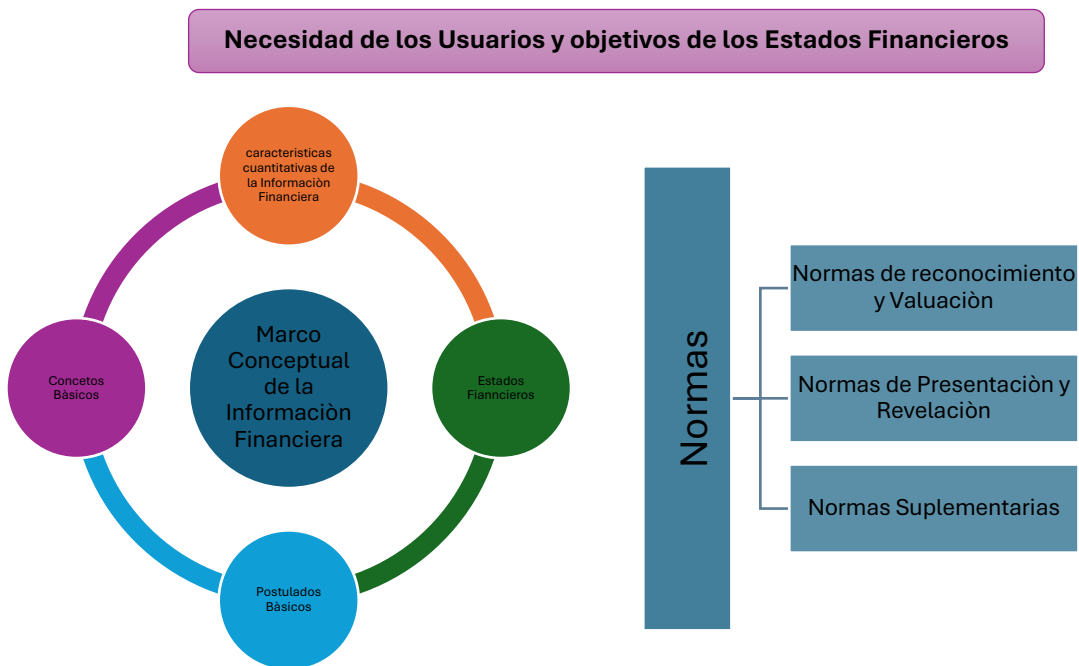 Necesidad de los Usuarios y objetivos de los Estados Financieros
caracteristicas
cuantitativas de
la Informaciòn
Financiera
Marco
Conceptual
de la
Informaciòn
Financiera
Concetos
Bàsicos
Estados
Fianncieros
Postulados
Bàsicos
Normas
Normas de reconocimiento
y Valuaciòn
Normas de Presentaciòn y
Revelaciòn
Normas Suplementarias